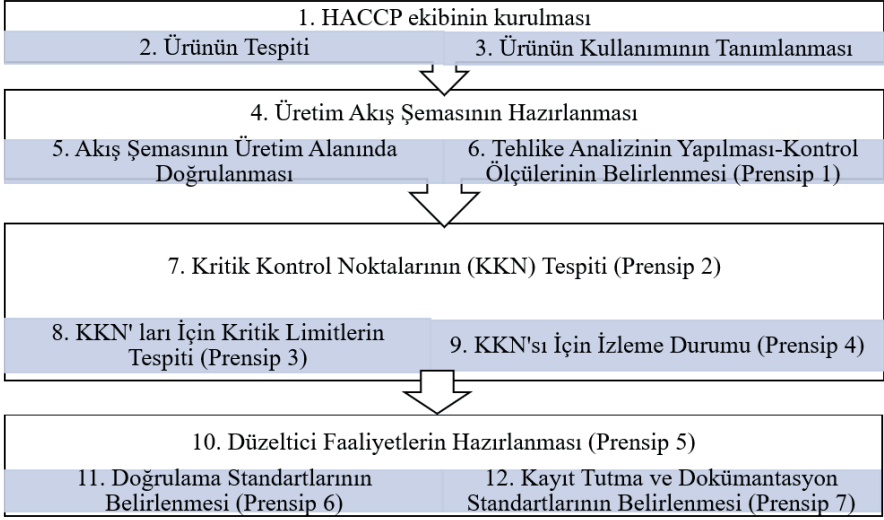 1. HACCP ekibinin kurulması
2. Ürünün Tespiti
3. Ürünün Kullanımının Tanımlanması
4. Üretim Akış Şemasının Hazırlanması
5. Akış Şemasının Üretim Alanında
Doğrulanması
6. Tehlike Analizinin Yapılması-Kontrol
Ölçülerinin Belirlenmesi (Prensip 1)
7. Kritik Kontrol Noktalarının (KKN) Tespiti (Prensip 2)
8. KKN' ları İçin Kritik Limitlerin
Tespiti (Prensip 3)
9. KKN'sı İçin İzleme Durumu (Prensip 4)
10. Düzeltici Faaliyetlerin Hazırlanması (Prensip 5)
11. Doğrulama Standartlarının
Belirlenmesi (Prensip 6)
12. Kayıt Tutma ve Dokümantasyon
Standartlarının Belirlenmesi (Prensip 7)